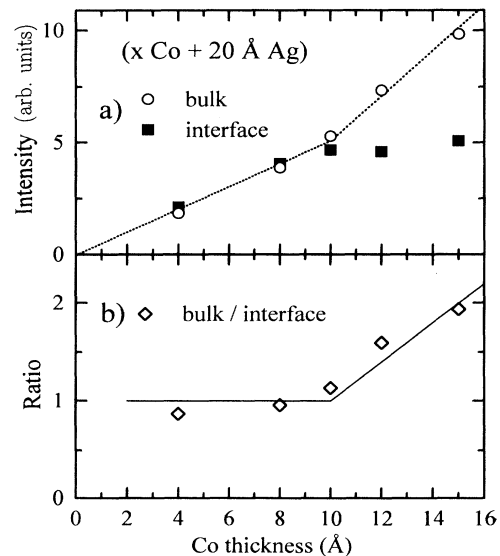 10
(x Co + 20 Å Ag)
a)
bulk
interface
5
0
Intensity (arb. units)
b)
bulk / interface
2
1
0
Ratio
0 2 4 6 8 10 12 14 16
Co thickness (Å)